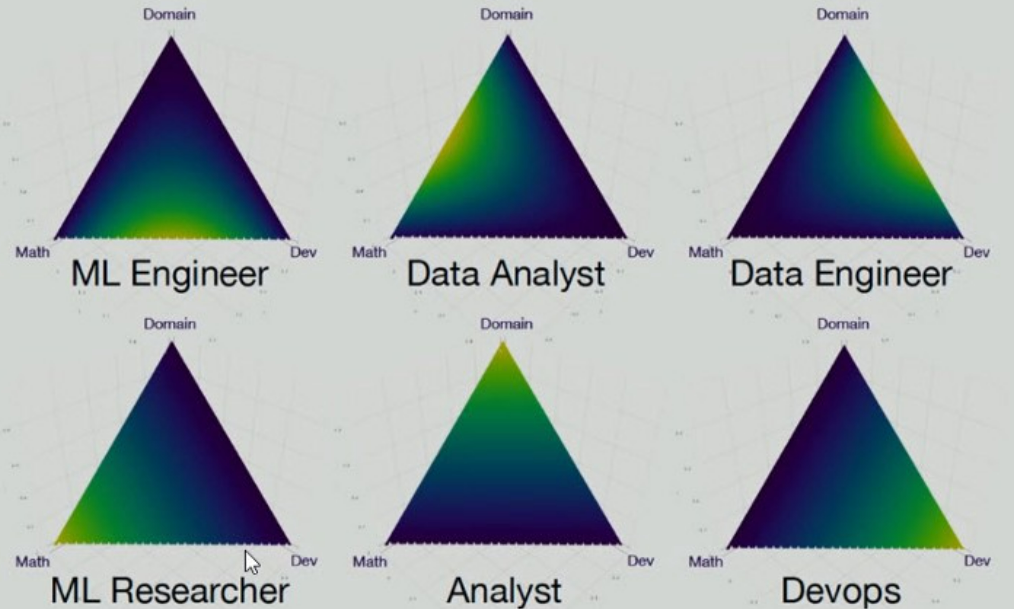 Domain Domain Domain
Math Dev Math Dev Math Dev
ML Engineer Data Analyst Data Engineer
Domain Domain Domain
Math Dev Math Dev Math Dev
ML Researcher Analyst Devops